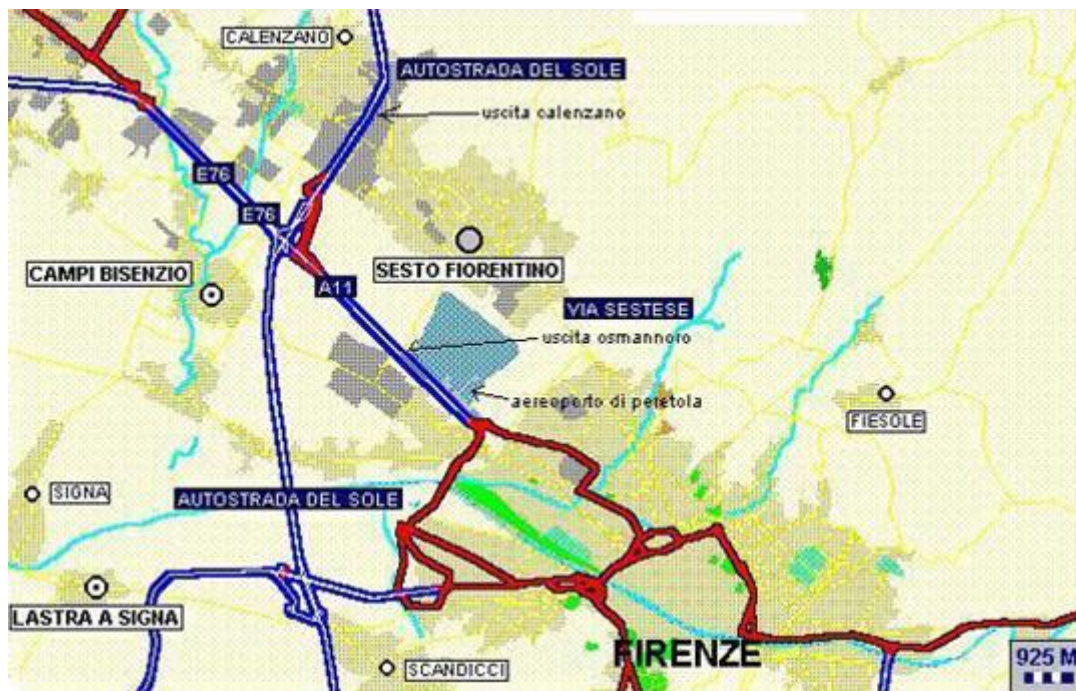 CALENZANO
AUTOSTRADA DEL SOLE
uscita calenzano
E76
E76
SESTO FIORENTINO
CAMPI BISENZIO
A11
VIA SESTESE
uscita osmannoro
aereoporto di peretola
FIESOLE
SIGNA
AUTOSTRADA DEL SOLE
LASTRA A SIGNA
FIRENZE
SCANDICCI
925 M